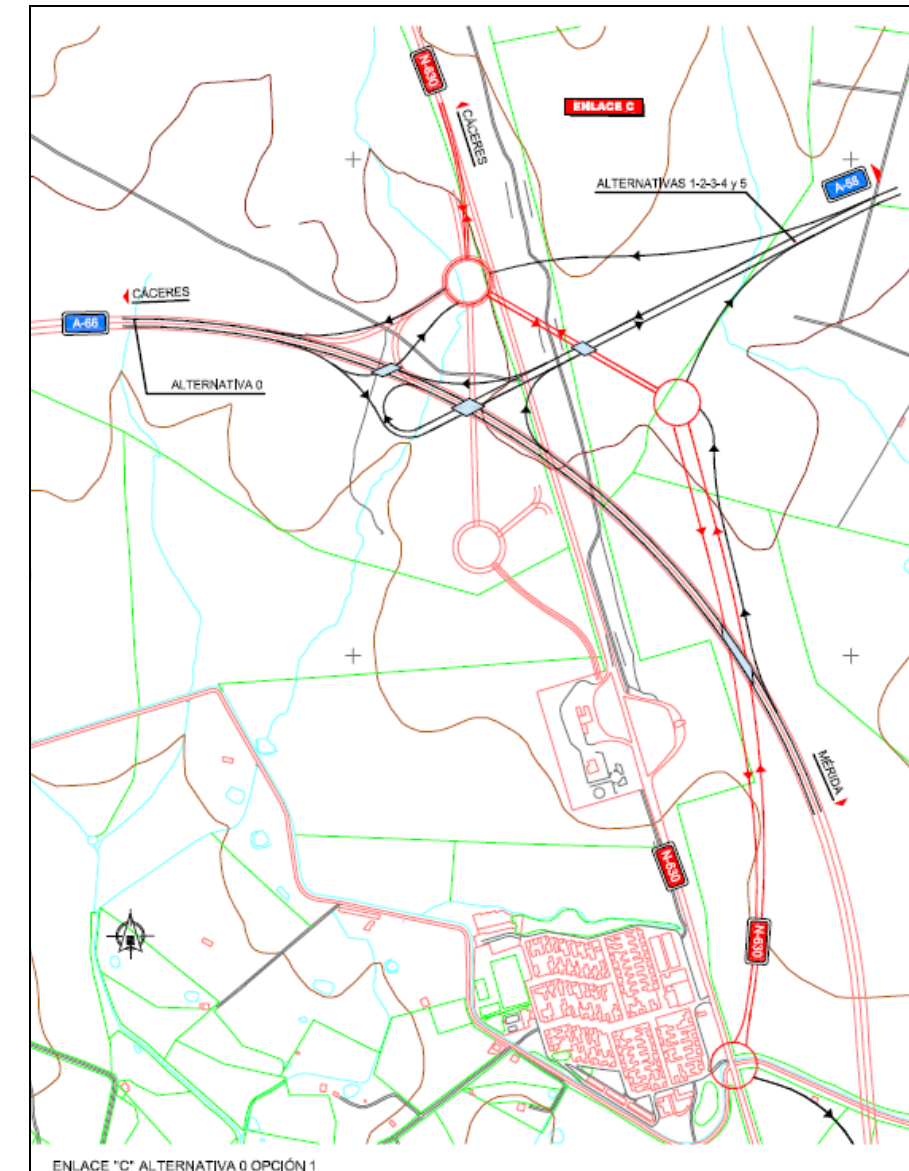 N-630
CÁCERES
ENLACE C
ALTERNATIVAS 1-2-3-4 y 5
A-58
CÁCERES
A-66
ALTERNATIVA 0
MÉRIDA
N-630
N-630
ENLACE "C" ALTERNATIVA 0 OPCIÓN 1